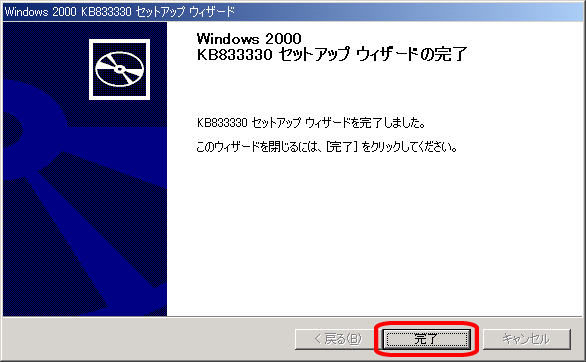 Windows 2000 KB833330 セットアップ ウィザード
Windows 2000
KB833330 セットアップ ウィザードの完了
KB833330 セットアップ ウィザードを完了しました。
このウィザードを閉じるには、[完了] をクリックしてください。
< 戻る(B)
完了
キャンセル